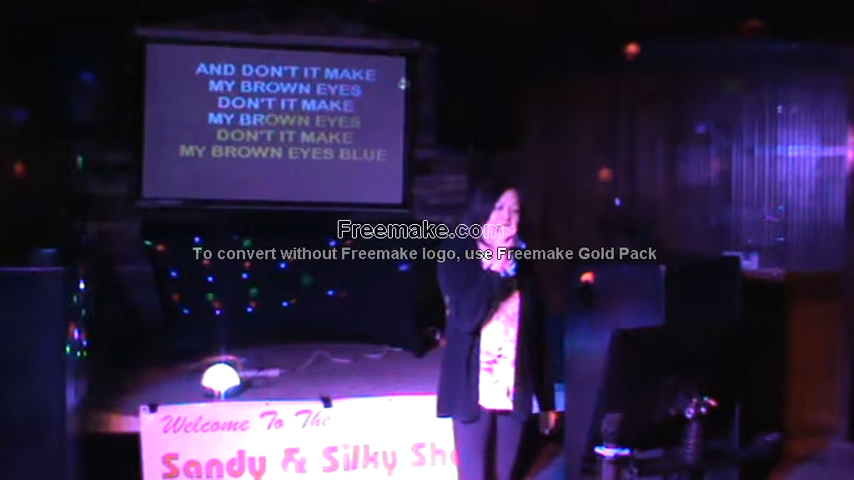 AND DON'T IT MAKE
MY BROWN EYES
DON'T IT MAKE
MY BROWN EYES
DON'T IT MAKE
MY BROWN EYES BLUE
Freemake.com
To convert without Freemake logo, use Freemake Gold Pack
Welcome To The
Sandy & Silky